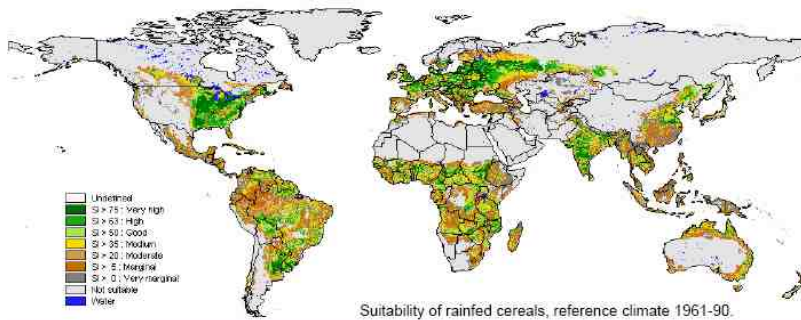 Undefined
SI > 75 : Very high
SI > 63 : High
SI > 50 : Good
SI > 35 : Medium
SI > 20 : Moderate
SI > 5 : Marginal
SI > 0 : Very marginal
Not suitable
Water
Suitability of rainfed cereals, reference climate 1961-90.